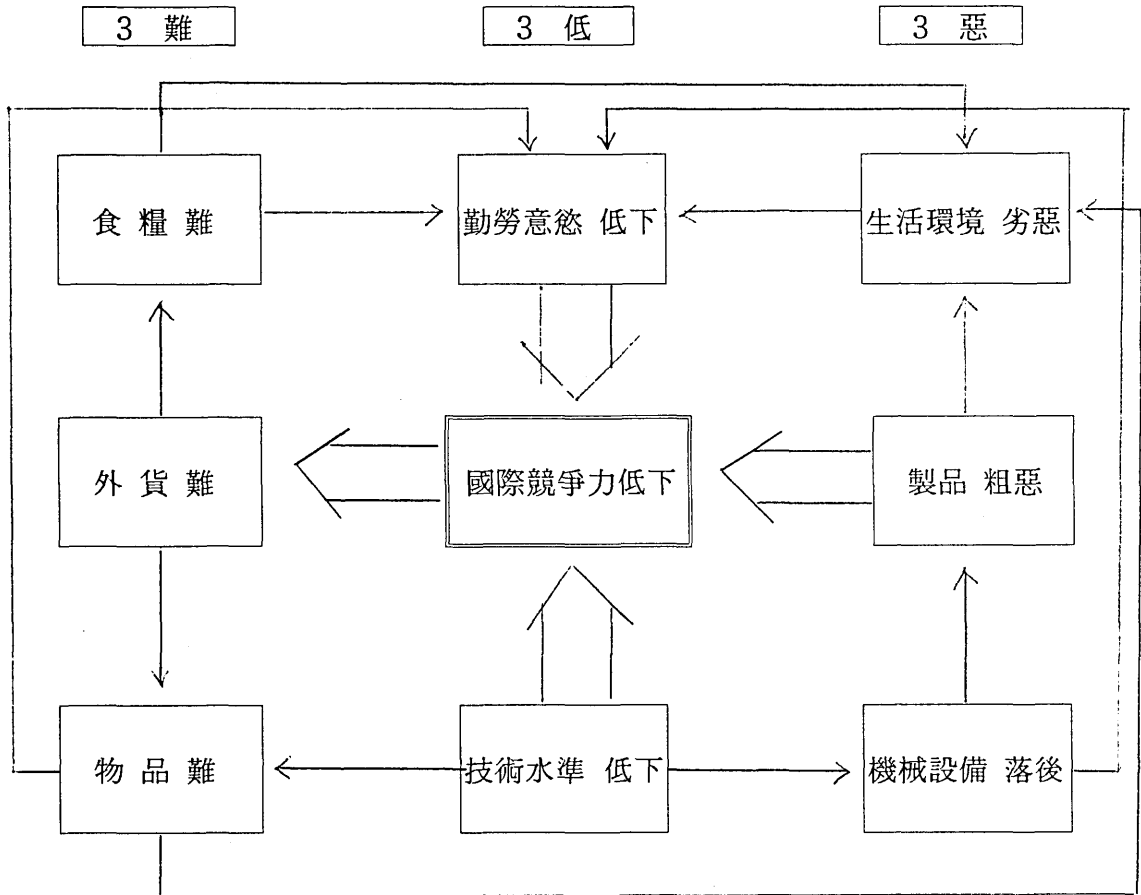 3 難
3 低
3 惡
食 糧 難
勤勞意慾 低下
生活環境 劣惡
外 貨 難
國際競爭力低下
製品 粗惡
物 品 難
技術水準 低下
機械設備 落後